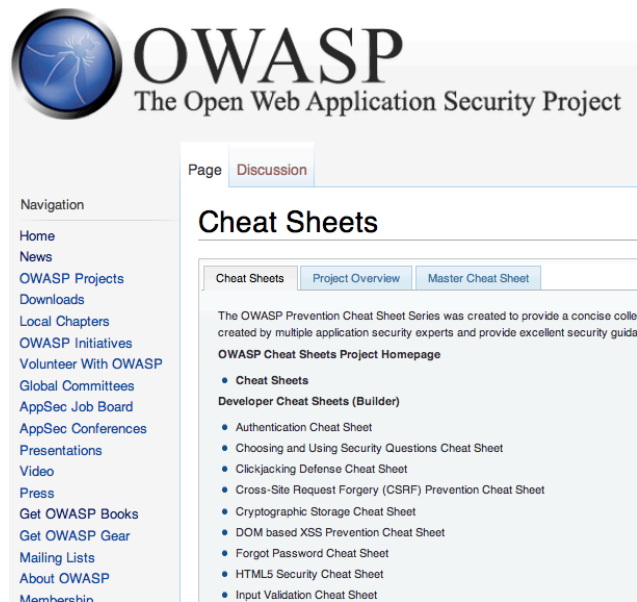 OWASP
The Open Web Application Security Project
Page Discussion
Navigation
Home
News
OWASP Projects
Downloads
Local Chapters
OWASP Initiatives
Volunteer With OWASP
Global Committees
AppSec Job Board
AppSec Conferences
Presentations
Video
Press
Get OWASP Books
Get OWASP Gear
Mailing Lists
About OWASP
Membership
Cheat Sheets
Cheat Sheets Project Overview Master Cheat Sheet
The OWASP Prevention Cheat Sheet Series was created to provide a concise colle
created by multiple application security experts and provide excellent security guida
OWASP Cheat Sheets Project Homepage
• Cheat Sheets
Developer Cheat Sheets (Builder)
• Authentication Cheat Sheet
• Choosing and Using Security Questions Cheat Sheet
• Clickjacking Defense Cheat Sheet
• Cross-Site Request Forgery (CSRF) Prevention Cheat Sheet
• Cryptographic Storage Cheat Sheet
• DOM based XSS Prevention Cheat Sheet
• Forgot Password Cheat Sheet
• HTML5 Security Cheat Sheet
• Input Validation Cheat Sheet